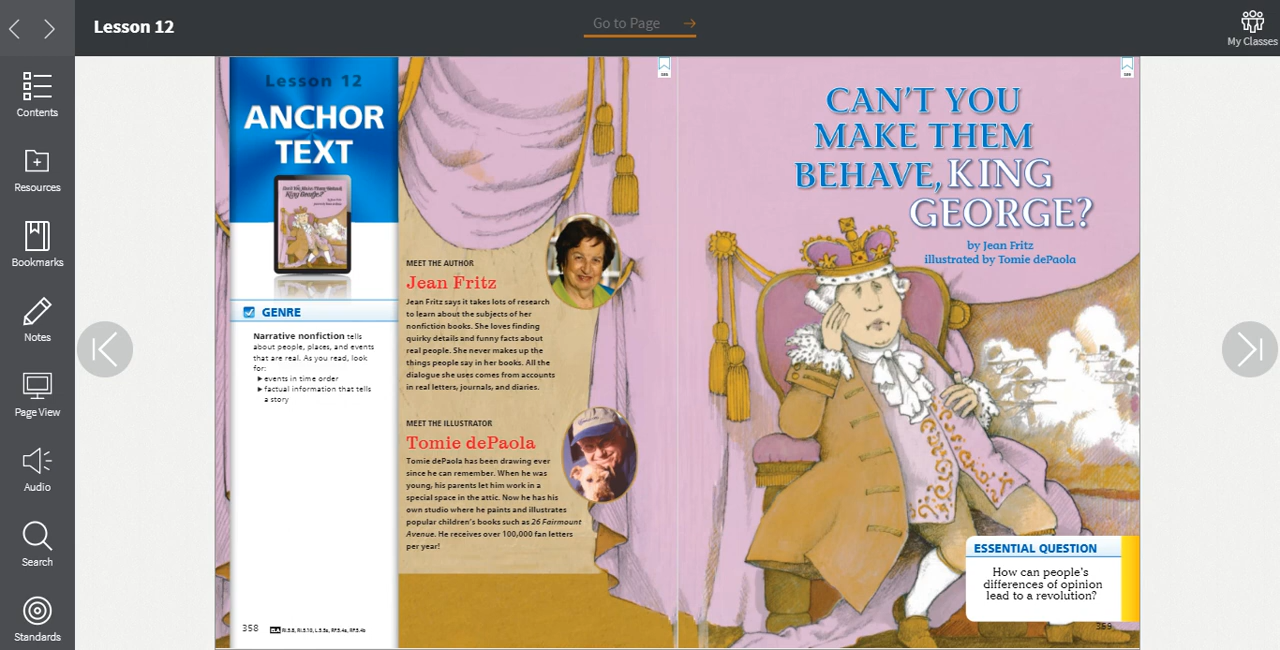 Lesson 12
Go to Page
My Classes
Contents
Resources
Bookmarks
Notes
Page View
Audio
Search
Standards
Lesson 12
ANCHOR
TEXT
GENRE
Narrative nonfiction tells
about people, places, and events
that are real. As you read, look
for:
▶ events in time order
▶ factual information that tells
a story
358
MEET THE AUTHOR
Jean Fritz
Jean Fritz says it takes lots of research
to learn about the subjects of her
nonfiction books. She loves finding
quirky details and funny facts about
real people. She never makes up the
things people say in her books. All the
dialogue she uses comes from accounts
in real letters, journals, and diaries.
MEET THE ILLUSTRATOR
Tomie dePaola
Tomie dePaola has been drawing ever
since he can remember. When he was
young, his parents let him work in a
special space in the attic. Now he has his
own studio where he paints and illustrates
popular children's books such as 26 Fairmount
Avenue. He receives over 100,000 fan letters
per year!
CAN'T YOU
MAKE THEM
BEHAVE, KING
GEORGE?
by Jean Fritz
illustrated by Tomie dePaola
ESSENTIAL QUESTION
How can people's
differences of opinion
lead to a revolution?